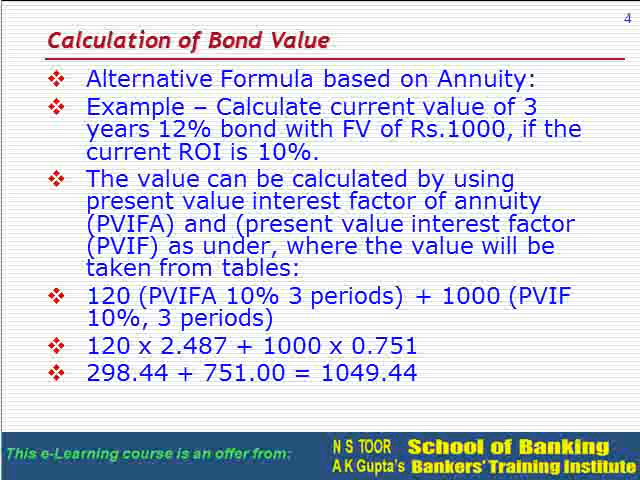 4
Calculation of Bond Value
❖ Alternative Formula based on Annuity:
❖ Example – Calculate current value of 3
years 12% bond with FV of Rs.1000, if the
current ROI is 10%.
❖ The value can be calculated by using
present value interest factor of annuity
(PVIFA) and (present value interest factor
(PVIF) as under, where the value will be
taken from tables:
❖ 120 (PVIFA 10% 3 periods) + 1000 (PVIF
10%, 3 periods)
❖ 120 x 2.487 + 1000 x 0.751
❖ 298.44 + 751.00 = 1049.44
This e-Learning course is an offer from:
N S TOOR School of Banking
A K Gupta's Bankers' Training Institute